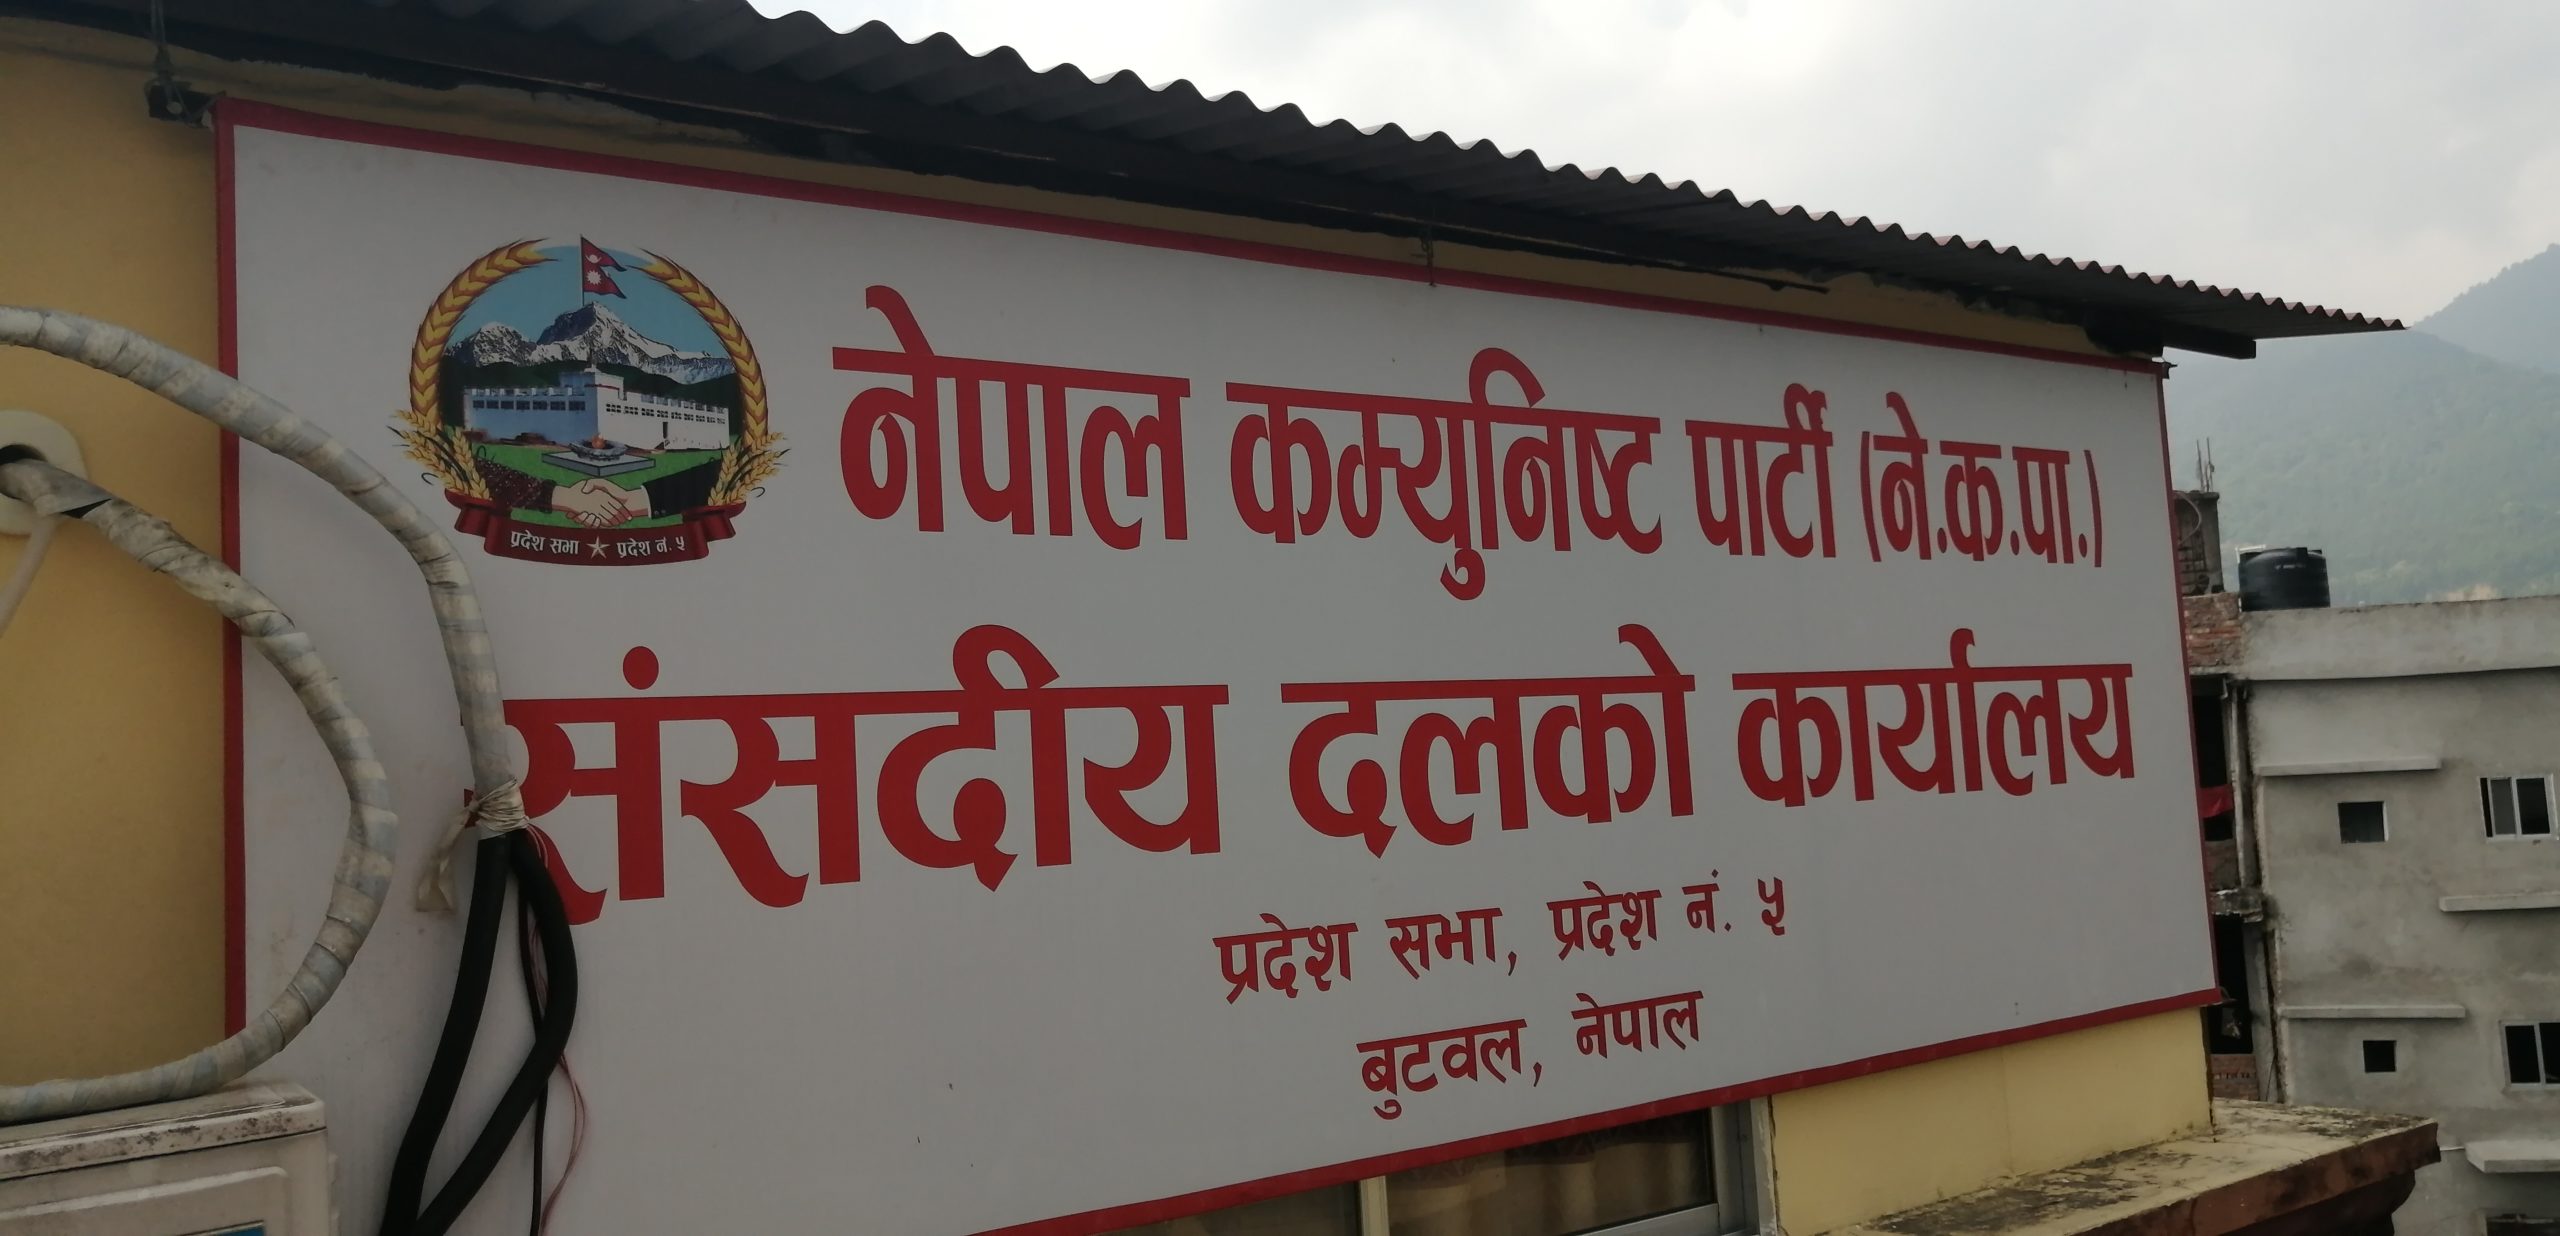 नेपाल कम्युनिष्ट पार्टी (ने.क.पा.)
संसदीय दलको कार्यालय
प्रदेश सभा, प्रदेश नं. ५
बुटवल, नेपाल
प्रदेश सभा ★ प्रदेश नं. ५